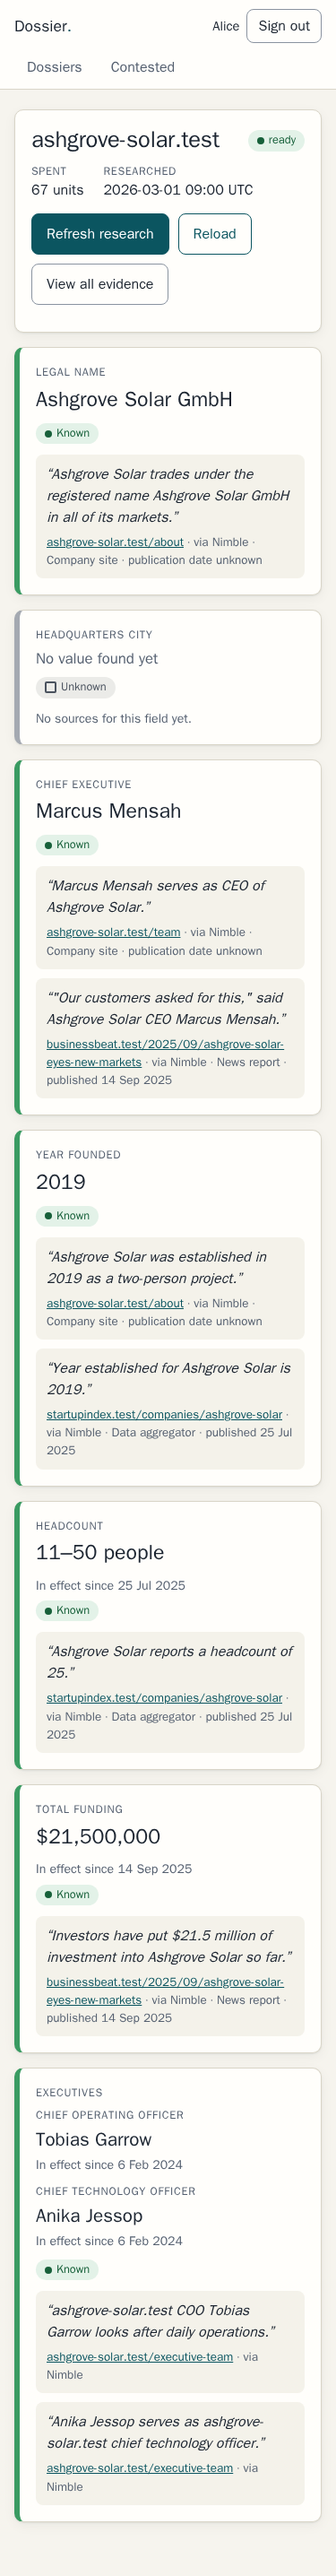 Dossier.
Alice
Sign out
Dossiers
Contested
ashgrove-solar.test
ready
SPENT
RESEARCHED
67 units
2026-03-01 09:00 UTC
Refresh research
Reload
View all evidence
LEGAL NAME
Ashgrove Solar GmbH
Known
“Ashgrove Solar trades under the
registered name Ashgrove Solar GmbH
in all of its markets.”
ashgrove-solar.test/about · via Nimble ·
Company site · publication date unknown
HEADQUARTERS CITY
No value found yet
Unknown
No sources for this field yet.
CHIEF EXECUTIVE
Marcus Mensah
Known
“Marcus Mensah serves as CEO of
Ashgrove Solar.”
ashgrove-solar.test/team · via Nimble ·
Company site · publication date unknown
“"Our customers asked for this," said
Ashgrove Solar CEO Marcus Mensah.”
businessbeat.test/2025/09/ashgrove-solar-
eyes-new-markets · via Nimble · News report ·
published 14 Sep 2025
YEAR FOUNDED
2019
Known
“Ashgrove Solar was established in
2019 as a two-person project.”
ashgrove-solar.test/about · via Nimble ·
Company site · publication date unknown
“Year established for Ashgrove Solar is
2019.”
startupindex.test/companies/ashgrove-solar ·
via Nimble · Data aggregator · published 25 Jul
2025
HEADCOUNT
11–50 people
In effect since 25 Jul 2025
Known
“Ashgrove Solar reports a headcount of
25.”
startupindex.test/companies/ashgrove-solar ·
via Nimble · Data aggregator · published 25 Jul
2025
TOTAL FUNDING
$21,500,000
In effect since 14 Sep 2025
Known
“Investors have put $21.5 million of
investment into Ashgrove Solar so far.”
businessbeat.test/2025/09/ashgrove-solar-
eyes-new-markets · via Nimble · News report ·
published 14 Sep 2025
EXECUTIVES
CHIEF OPERATING OFFICER
Tobias Garrow
In effect since 6 Feb 2024
CHIEF TECHNOLOGY OFFICER
Anika Jessop
In effect since 6 Feb 2024
Known
“ashgrove-solar.test COO Tobias
Garrow looks after daily operations.”
ashgrove-solar.test/executive-team · via
Nimble
“Anika Jessop serves as ashgrove-
solar.test chief technology officer.”
ashgrove-solar.test/executive-team · via
Nimble